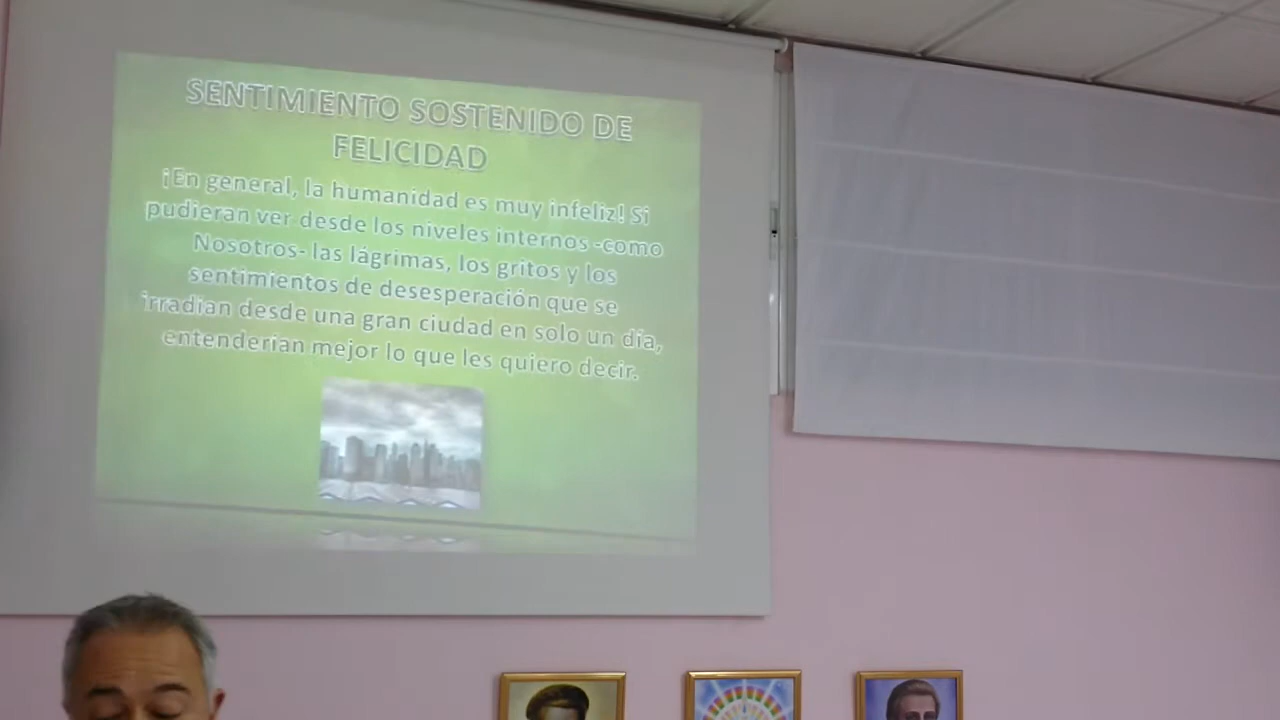 SENTIMIENTO SOSTENIDO DE
FELICIDAD
¡En general, la humanidad es muy infeliz! Si
pudieran ver desde los niveles internos -como
Nosotros- las lágrimas, los gritos y los
sentimientos de desesperación que se
irradian desde una gran ciudad en solo un día,
entenderían mejor lo que les quiero decir.